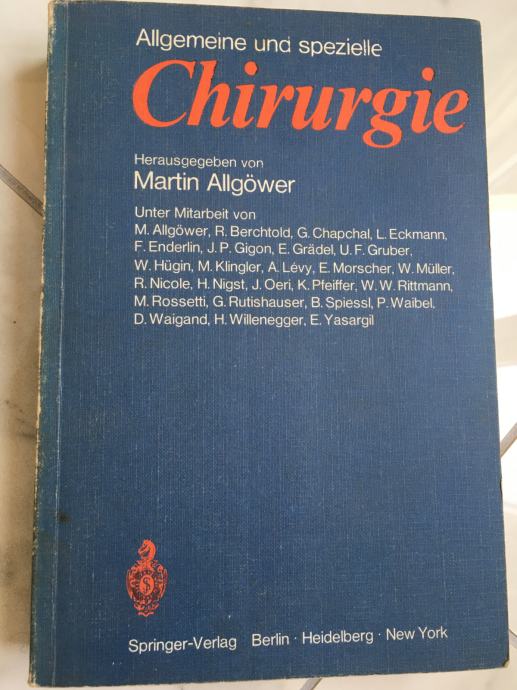 Allgemeine und spezielle
Chirurgie
Herausgegeben von
Martin Allgöwer
Unter Mitarbeit von
M. Allgöwer, R. Berchtold, G. Chapchal, L. Eckmann,
F. Enderlin, J. P. Gigon, E. Grädel, U. F. Gruber,
W. Hügin, M. Klingler, A. Lévy, E. Morscher, W. Müller,
R. Nicole, H. Nigst, J. Oeri, K. Pfeiffer, W. W. Rittmann,
M. Rossetti, G. Rutishauser, B. Spiessl, P. Waibel,
D. Waigand, H. Willenegger, E. Yasargil
S
Springer-Verlag Berlin · Heidelberg · New York